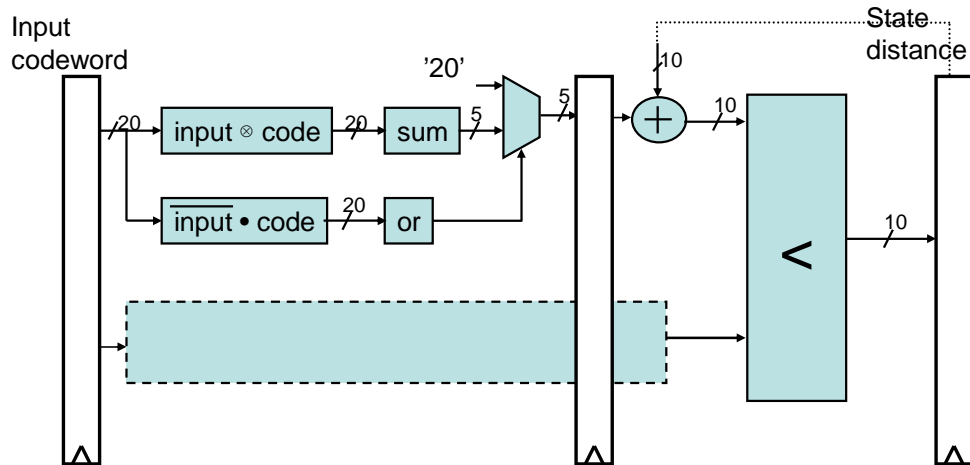 Input
codeword
State
distance
'20'
10
20
input ⊗ code
20
sum
5
5
10
input • code
20
or
<
10
+